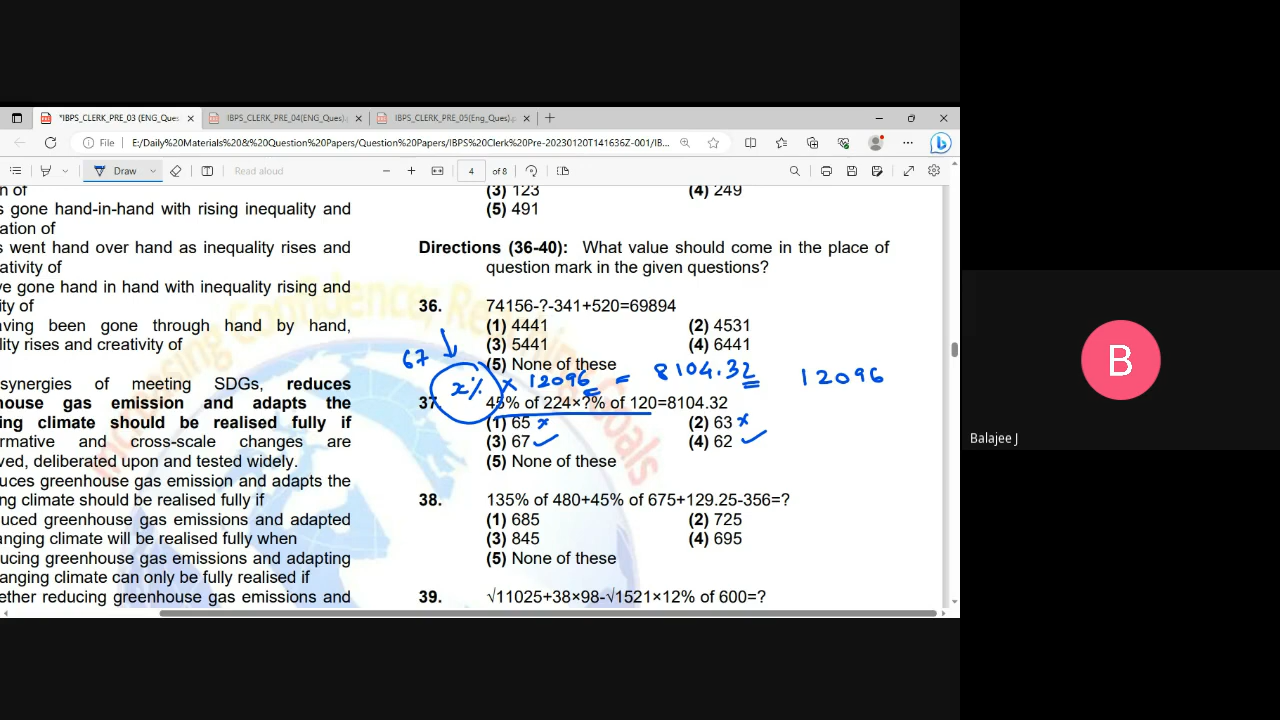 *IBPS_CLERK_PRE_03 (ENG_Ques
IBPS_CLERK_PRE_04(ENG_Ques).p
IBPS_CLERK_PRE_05(Eng_Ques).p
File
E:/Daily%20Materials%20&%20Question%20Papers/Question%20Papers/IBPS%20Clerk%20Pre-20230120T141636Z-001/IB...
Draw
Read aloud
4 of 8
n of
s gone hand-in-hand with rising inequality and
ation of
s went hand over hand as inequality rises and
ativity of
ve gone hand in hand with inequality rising and
ity of
aving been gone through hand by hand,
lity rises and creativity of
synergies of meeting SDGs, reduces
house gas emission and adapts the
ng climate should be realised fully if
ormative and cross-scale changes are
ved, deliberated upon and tested widely.
uces greenhouse gas emission and adapts the
ing climate should be realised fully if
duced greenhouse gas emissions and adapted
hanging climate will be realised fully when
ducing greenhouse gas emissions and adapting
anging climate can only be fully realised if
ether reducing greenhouse gas emissions and
(3) 123 (4) 249
(5) 491
Directions (36-40): What value should come in the place of
question mark in the given questions?
36. 74156-?-341+520=69894
(1) 4441 (2) 4531
(3) 5441 (4) 6441
(5) None of these
67
x% × 12096 = 8104.32 12096
37. 45% of 224×?% of 120=8104.32
(1) 65 × (2) 63 ×
(3) 67 ✓ (4) 62 ✓
(5) None of these
38. 135% of 480+45% of 675+129.25-356=?
(1) 685 (2) 725
(3) 845 (4) 695
(5) None of these
39. √11025+38×98-√1521×12% of 600=?
Increasing Confidence, Reaching Goals
B
Balajee J